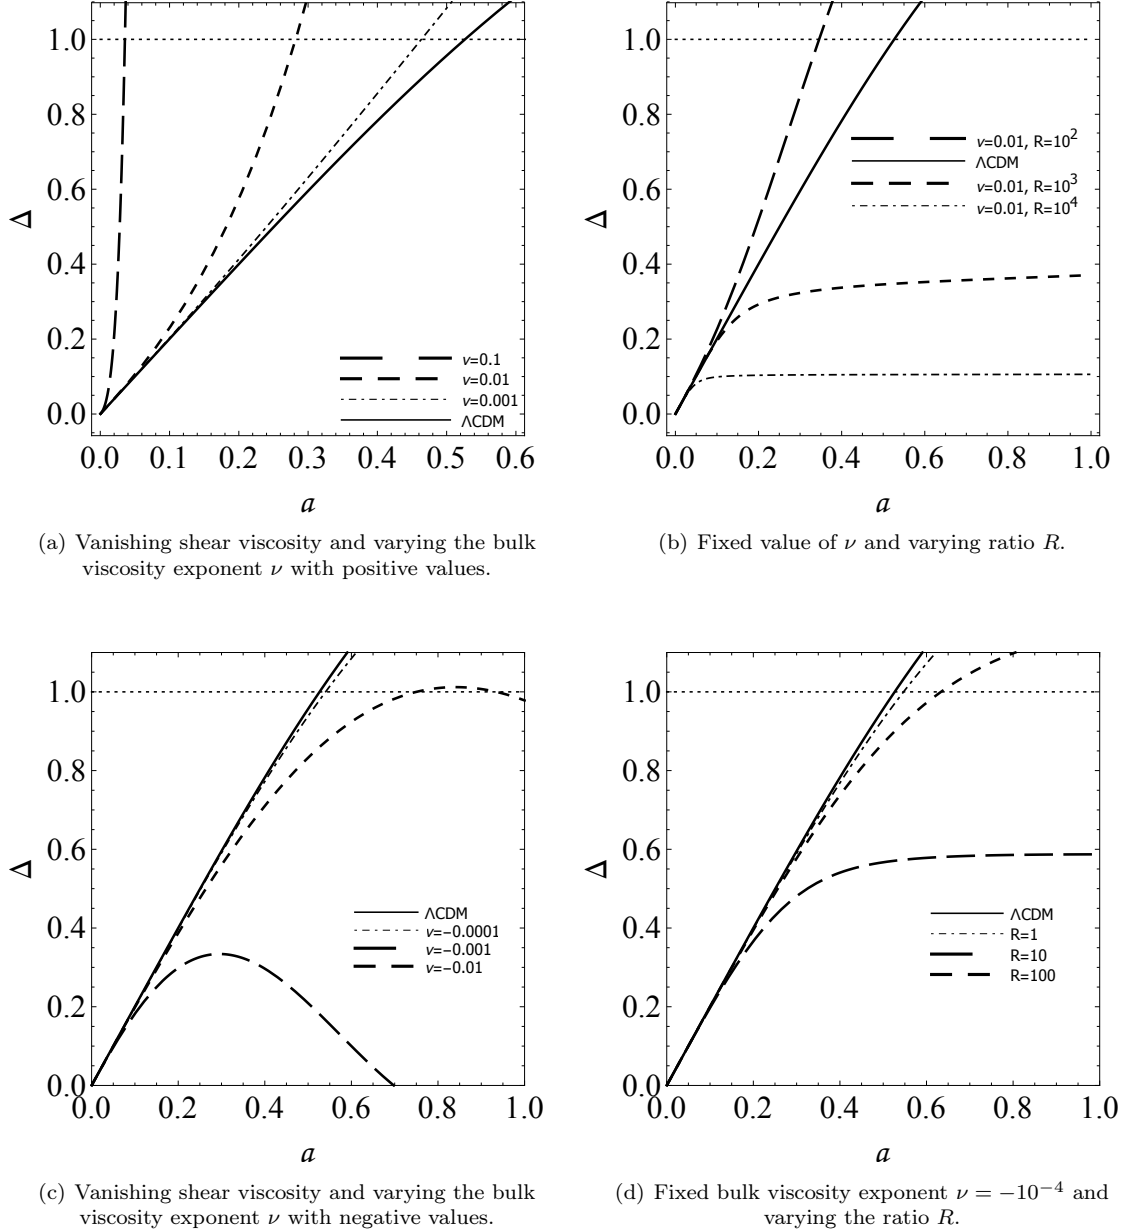 1.0
0.8
0.6
0.4
0.2
0.0
Δ
ν=0.1
ν=0.01
ν=0.001
ΛCDM
0.0 0.1 0.2 0.3 0.4 0.5 0.6
a
(a) Vanishing shear viscosity and varying the bulk
viscosity exponent ν with positive values.
1.0
0.8
0.6
0.4
0.2
0.0
Δ
ν=0.01, R=10²
ΛCDM
ν=0.01, R=10³
ν=0.01, R=10⁴
0.0 0.2 0.4 0.6 0.8 1.0
a
(b) Fixed value of ν and varying ratio R.
1.0
0.8
0.6
0.4
0.2
0.0
Δ
ΛCDM
ν=−0.0001
ν=−0.001
ν=−0.01
0.0 0.2 0.4 0.6 0.8 1.0
a
(c) Vanishing shear viscosity and varying the bulk
viscosity exponent ν with negative values.
1.0
0.8
0.6
0.4
0.2
0.0
Δ
ΛCDM
R=1
R=10
R=100
0.0 0.2 0.4 0.6 0.8 1.0
a
(d) Fixed bulk viscosity exponent ν = −10⁻⁴ and
varying the ratio R.